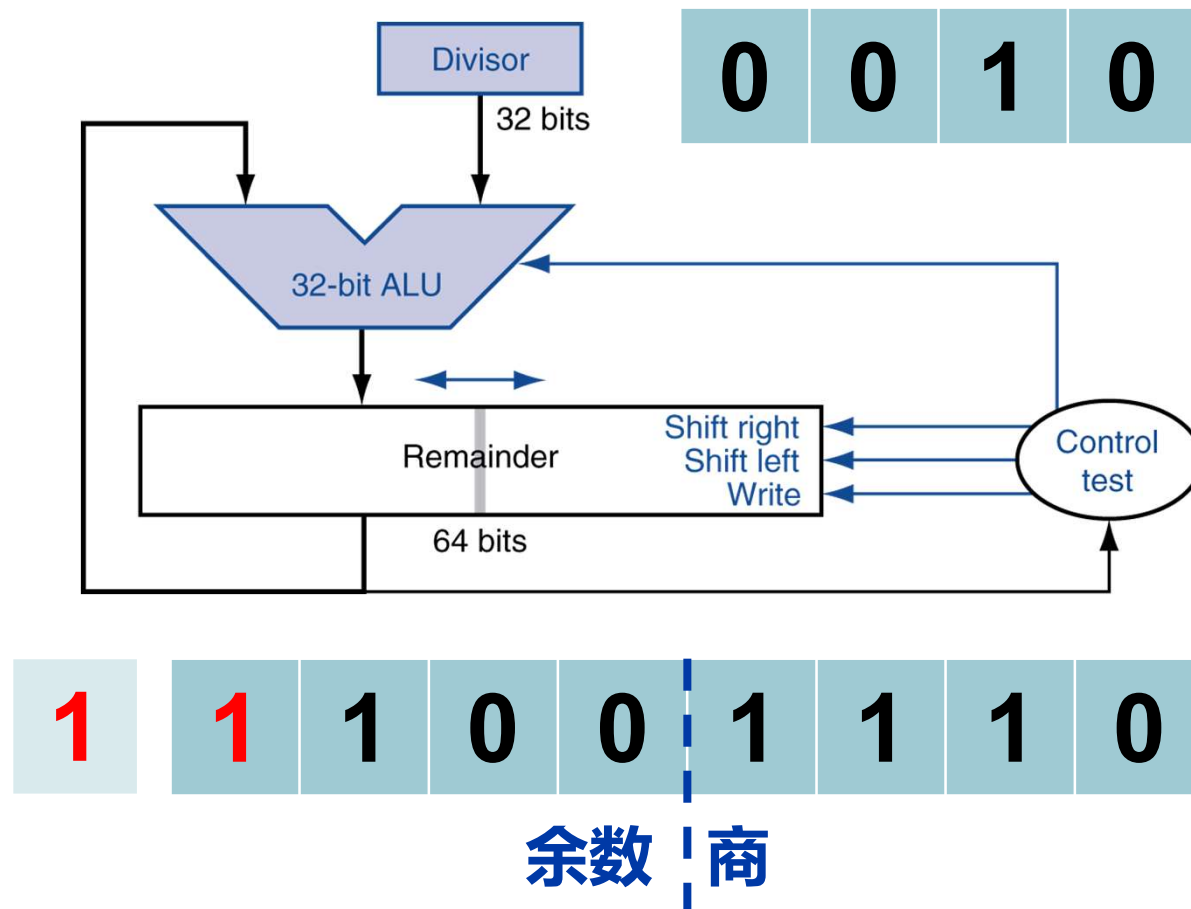 Divisor
0 0 1 0
32 bits
32-bit ALU
Remainder
Shift right
Shift left
Write
Control
test
64 bits
1 1 1 0 0 1 1 1 0
余数 商